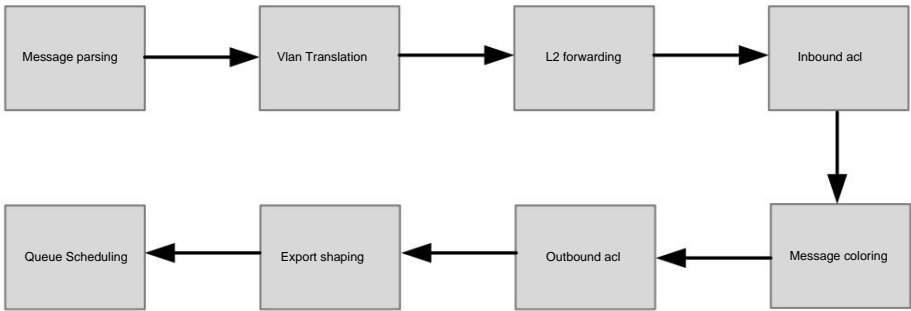 Message parsing
Vlan Translation
L2 forwarding
Inbound acl
Message coloring
Outbound acl
Export shaping
Queue Scheduling